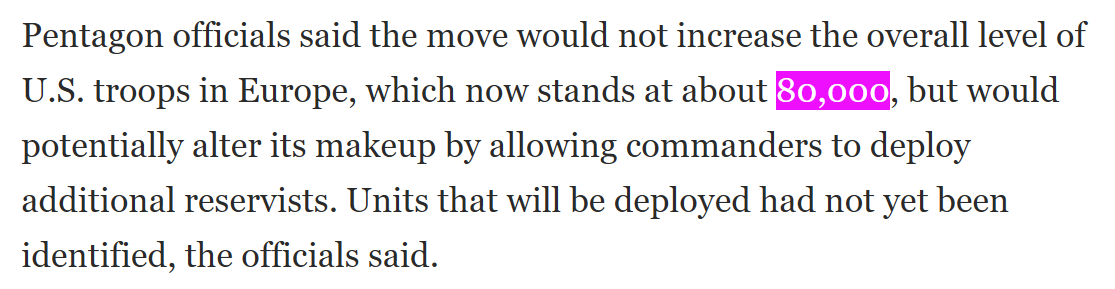 Pentagon officials said the move would not increase the overall level of
U.S. troops in Europe, which now stands at about 80,000, but would
potentially alter its makeup by allowing commanders to deploy
additional reservists. Units that will be deployed had not yet been
identified, the officials said.